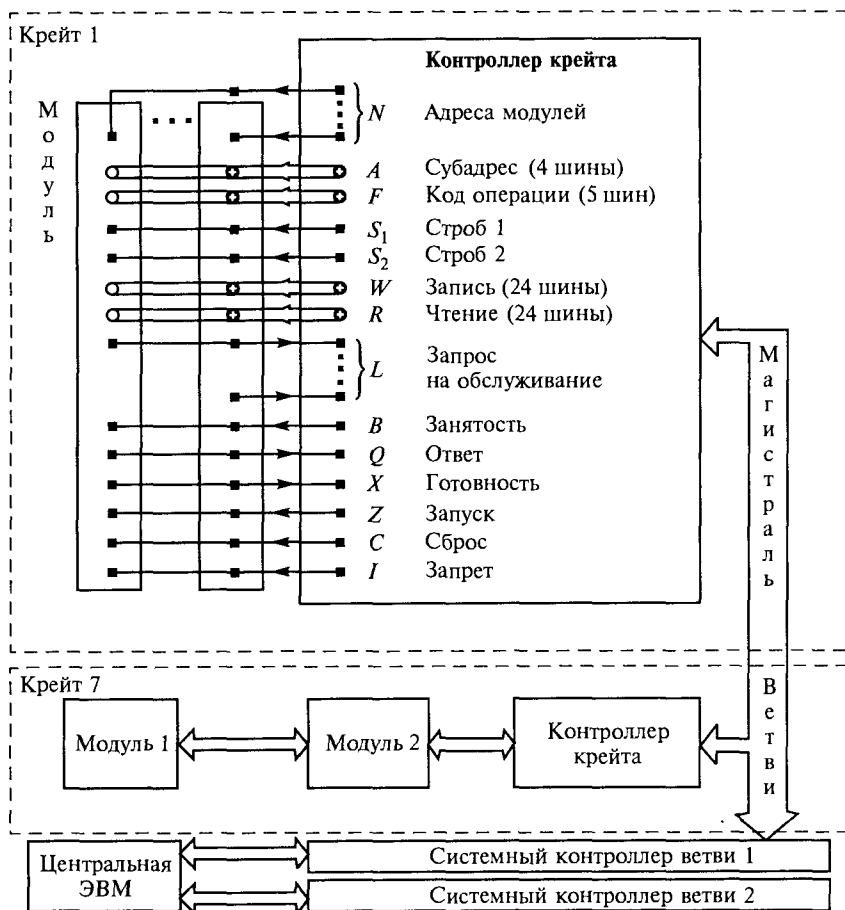 Крейт 1
Контроллер крейта
Модуль
N Адреса модулей
A Субадрес (4 шины)
F Код операции (5 шин)
S₁ Строб 1
S₂ Строб 2
W Запись (24 шины)
R Чтение (24 шины)
L Запрос
на обслуживание
B Занятость
Q Ответ
X Готовность
Z Запуск
C Сброс
I Запрет
Магистраль
Ветви
Крейт 7
Модуль 1
Модуль 2
Контроллер
крейта
Центральная
ЭВМ
Системный контроллер ветви 1
Системный контроллер ветви 2